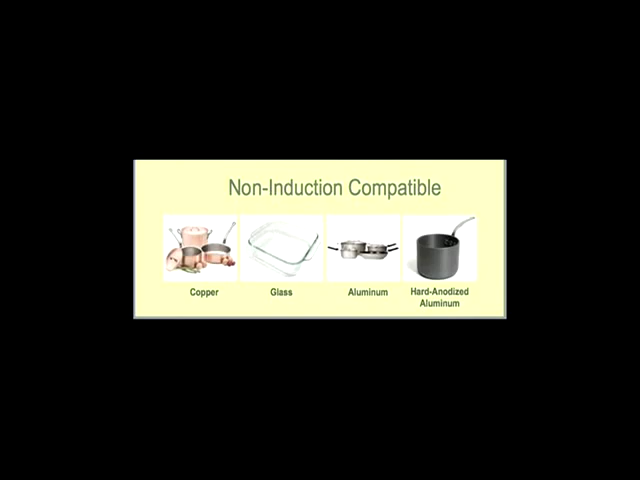 Non-Induction Compatible
Copper
Glass
Aluminum
Hard-Anodized
Aluminum